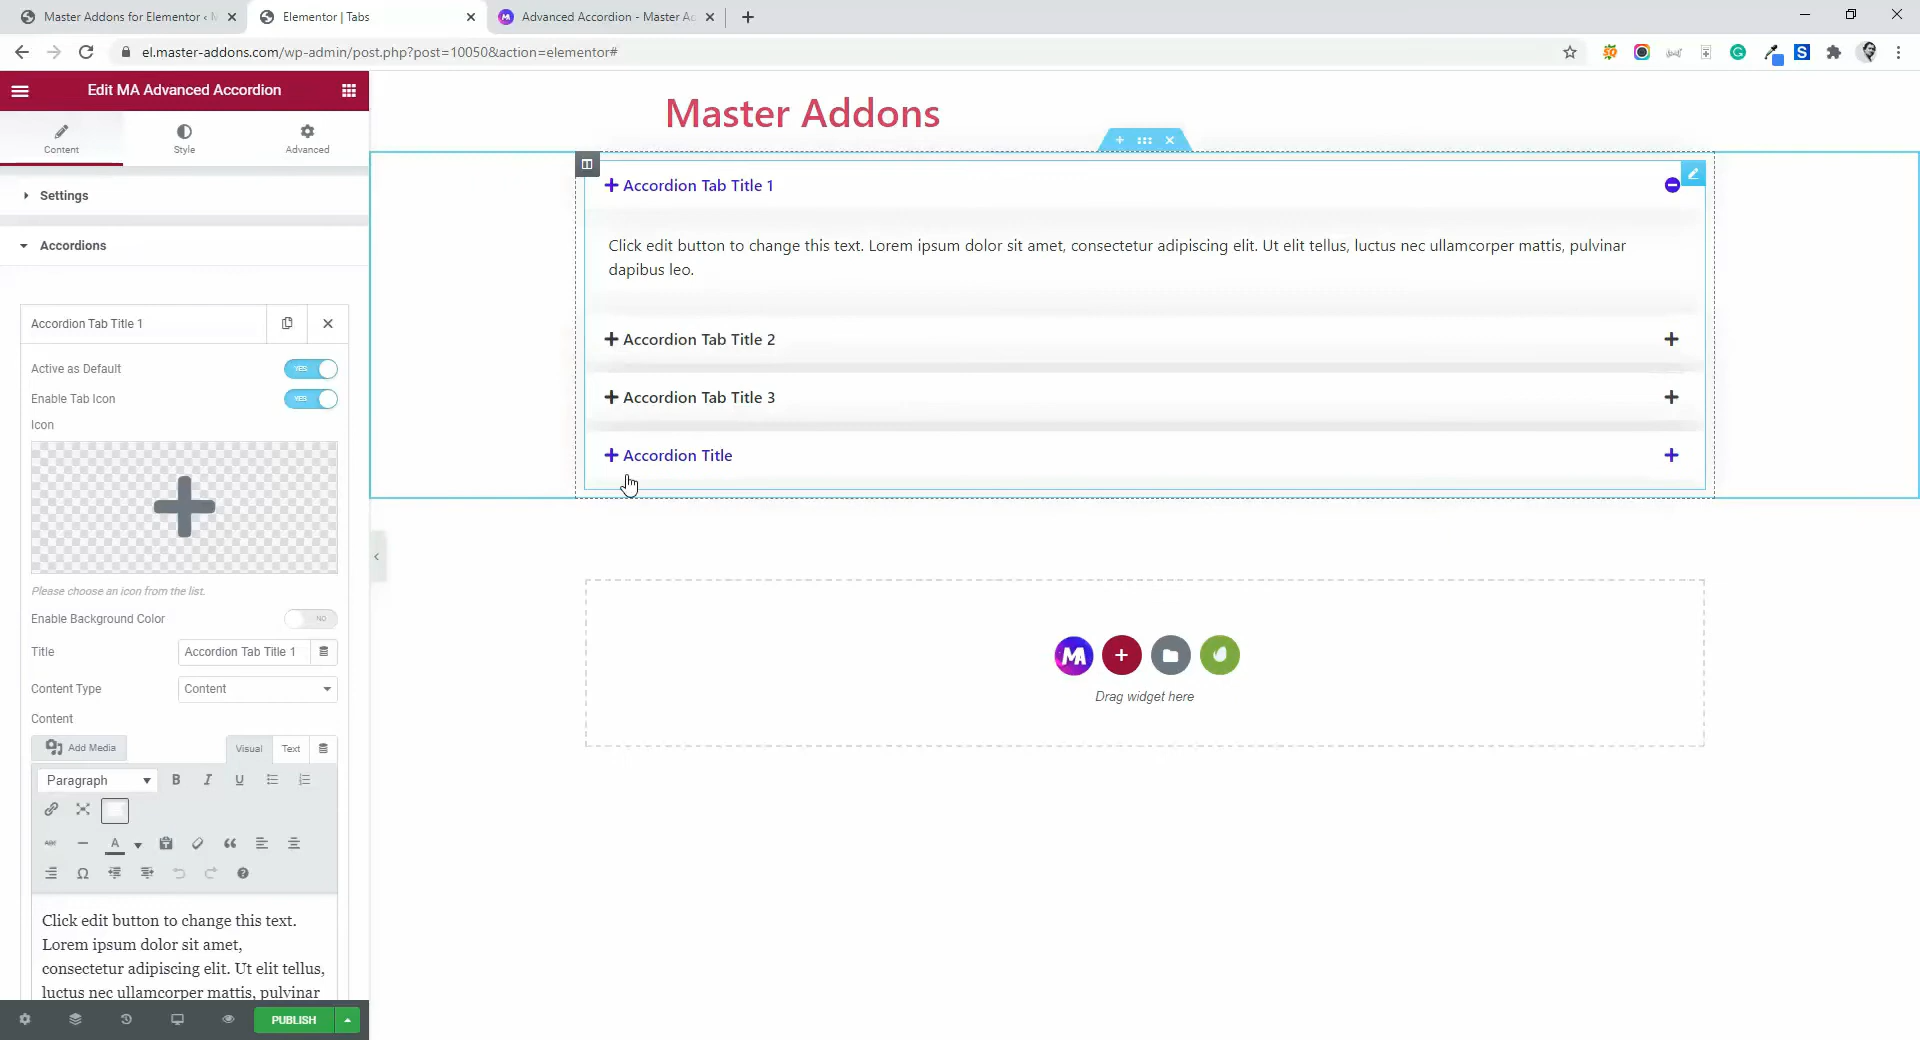 Master Addons for Elementor ‹
Elementor | Tabs
Advanced Accordion - Master Ad
el.master-addons.com/wp-admin/post.php?post=10050&action=elementor#
Edit MA Advanced Accordion
Content
Style
Advanced
Settings
Accordions
Accordion Tab Title 1
Active as Default
YES
Enable Tab Icon
YES
Icon
Please choose an icon from the list.
Enable Background Color
NO
Title
Accordion Tab Title 1
Content Type
Content
Content
Add Media
Visual
Text
Paragraph
B
I
U
ABC
A
Ω
Click edit button to change this text.
Lorem ipsum dolor sit amet,
consectetur adipiscing elit. Ut elit tellus,
luctus nec ullamcorper mattis, pulvinar
PUBLISH
Master Addons
Accordion Tab Title 1
Click edit button to change this text. Lorem ipsum dolor sit amet, consectetur adipiscing elit. Ut elit tellus, luctus nec ullamcorper mattis, pulvinar
dapibus leo.
Accordion Tab Title 2
Accordion Tab Title 3
Accordion Title
MA
Drag widget here